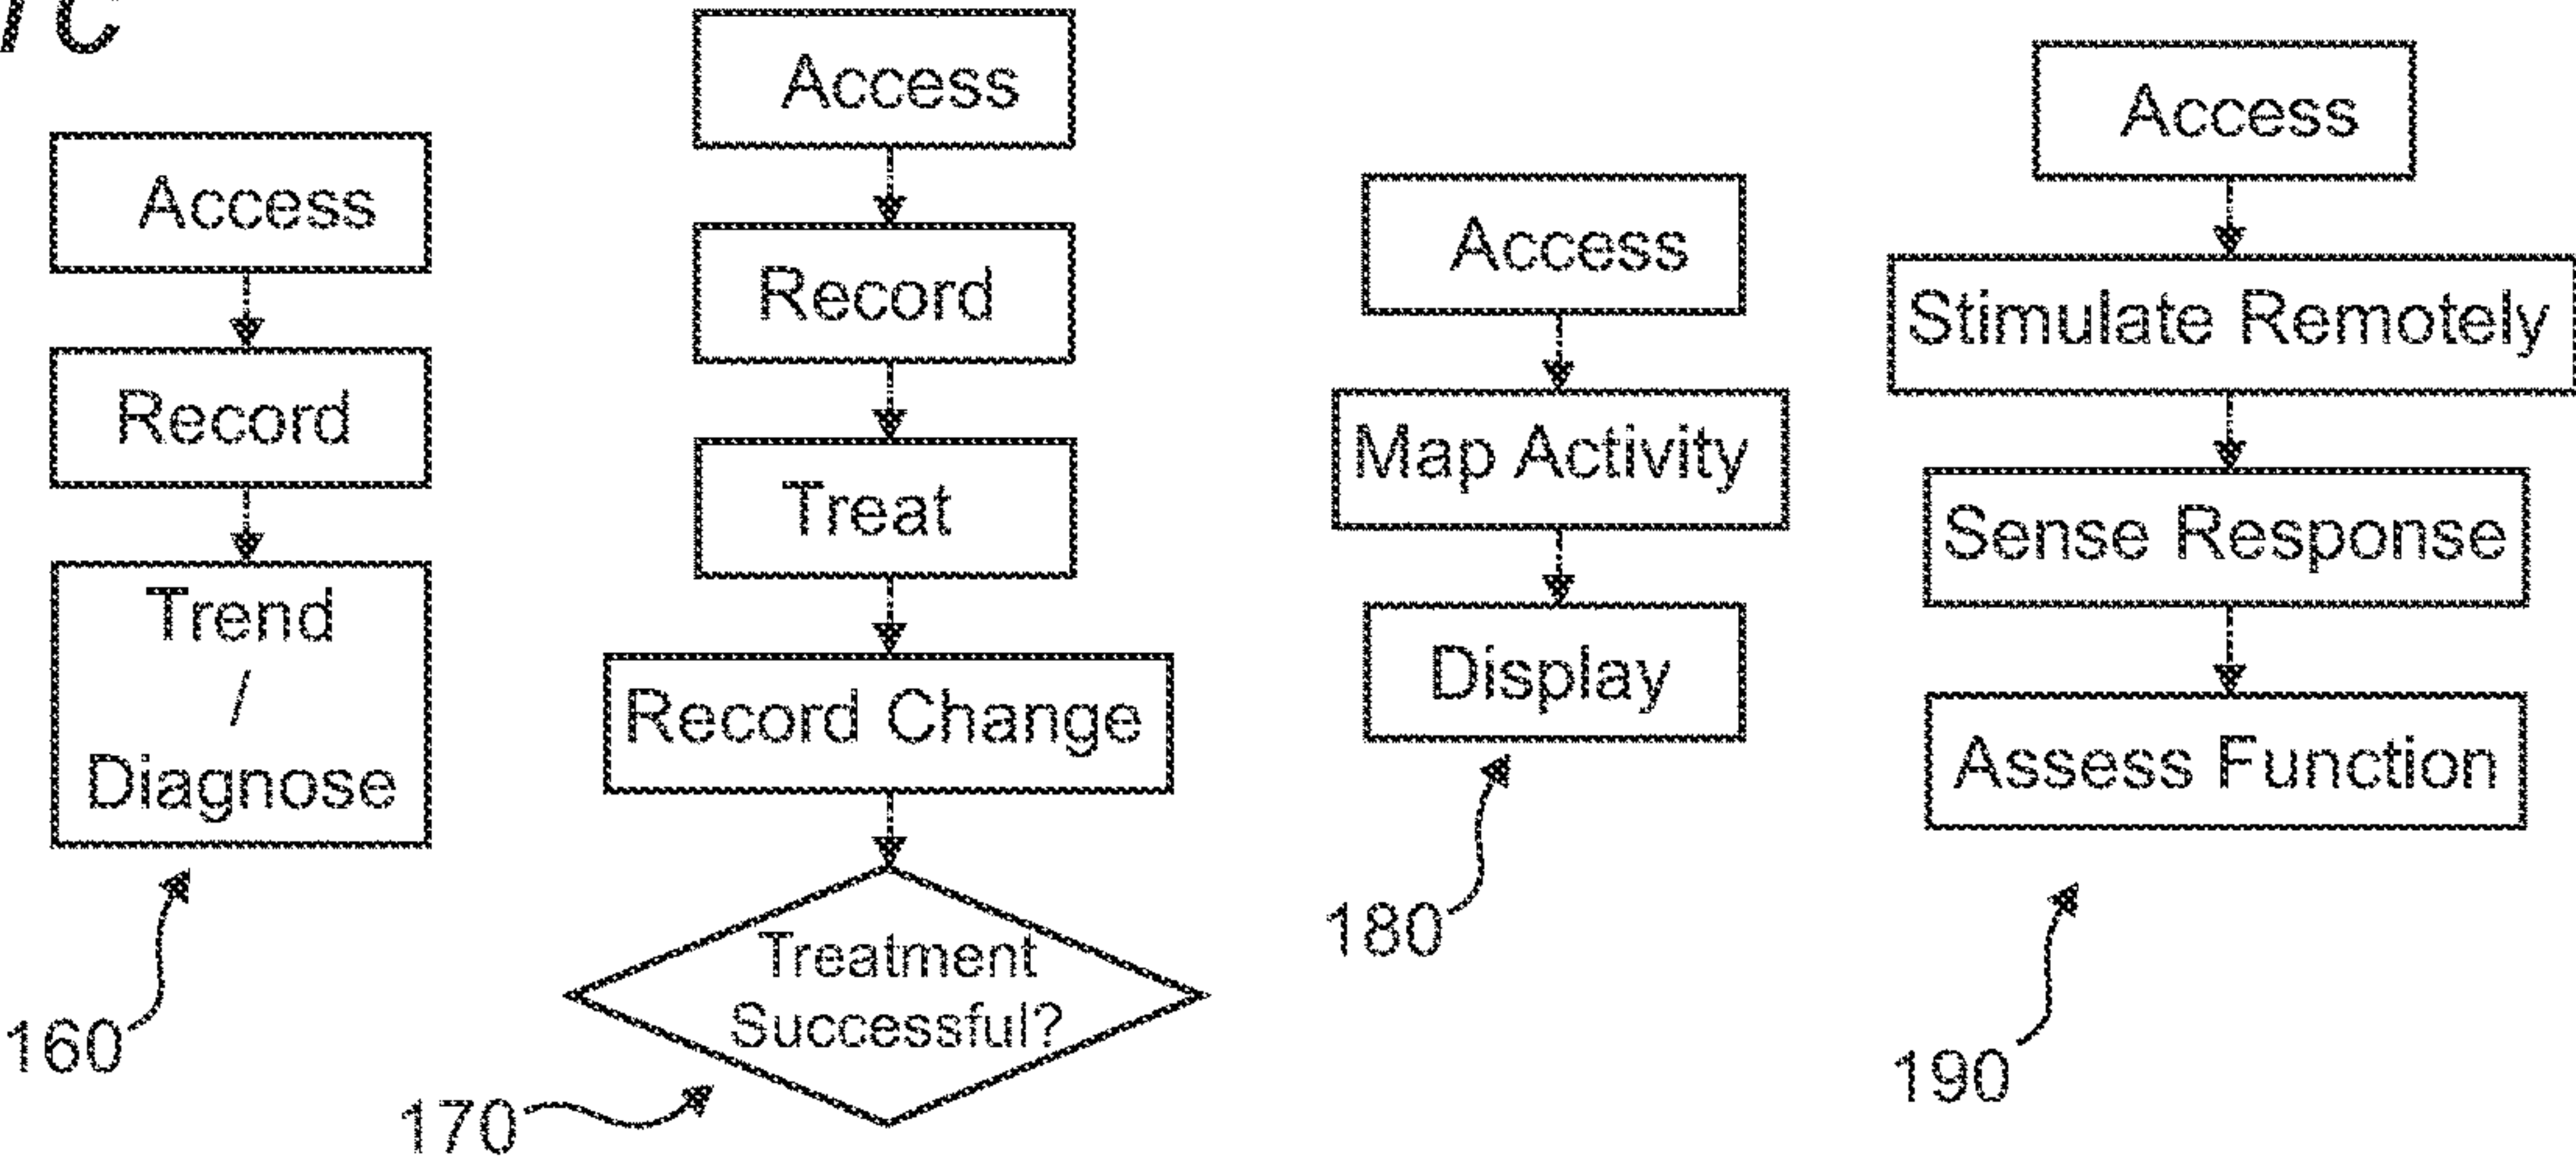 Access
Record
Trend
/
Diagnose
160
Access
Record
Treat
Record Change
Treatment
Successful?
170
Access
Map Activity
Display
180
Access
Stimulate Remotely
Sense Response
Assess Function
190